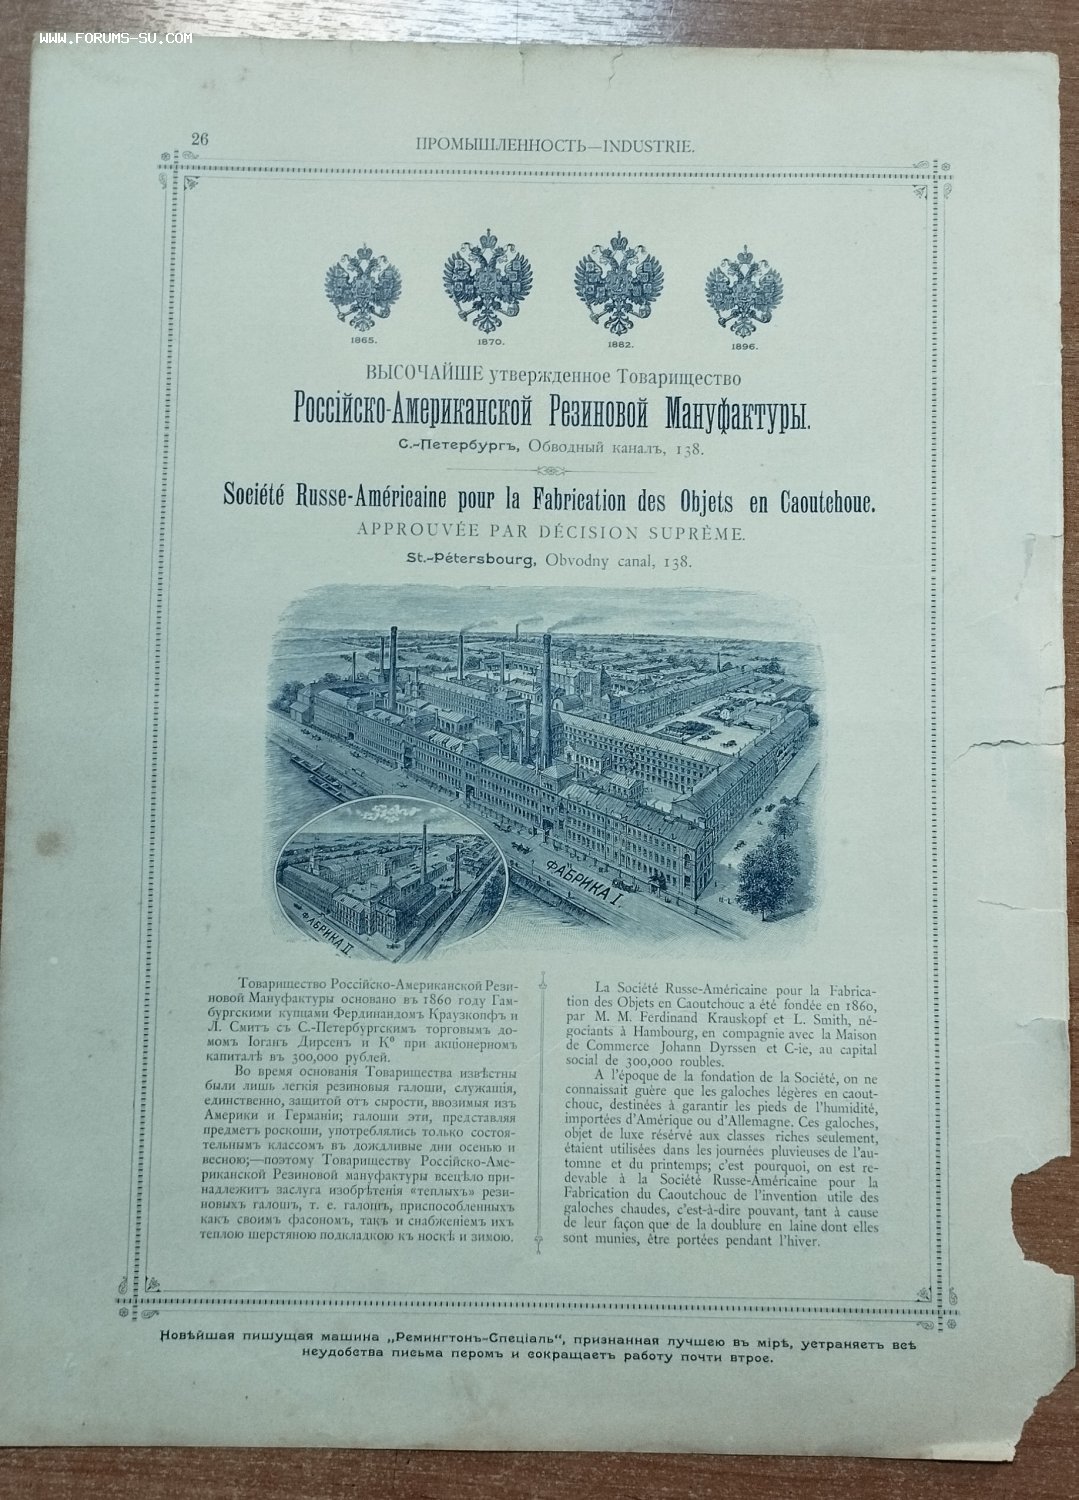 WWW.FORUMS-SU.COM
26
ПРОМЫШЛЕННОСТЬ—INDUSTRIE.
1865.
1870.
1882.
1896.
ВЫСОЧАЙШЕ утвержденное Товарищество
Россійско-Американской Резиновой Мануфактуры.
С.-Петербургъ, Обводный каналъ, 138.
Société Russe-Américaine pour la Fabrication des Objets en Caoutchouc.
APPROUVÉE PAR DÉCISION SUPRÈME.
St.-Pétersbourg, Obvodny canal, 138.
ФАБРИКА I.
ФАБРИКА II.
Товарищество Россійско-Американской Рези-
новой Мануфактуры основано въ 1860 году Гам-
бургскими купцами Фердинандомъ Краузкопфъ и
Л. Смитъ съ С.-Петербургскимъ торговымъ до-
момъ Іоганъ Дирсенъ и К⁰ при акціонерномъ
капиталѣ въ 300,000 рублей.
Во время основанія Товарищества извѣстны
были лишь легкія резиновыя галоши, служащія,
единственно, защитой отъ сырости, ввозимыя изъ
Америки и Германіи; галоши эти, представляя
предметъ роскоши, употреблялись только состоя-
тельнымъ классомъ въ дождливые дни осенью и
весною;—поэтому Товариществу Россійско-Аме-
риканской Резиновой мануфактуры всецѣло при-
надлежитъ заслуга изобрѣтенія «теплыхъ» рези-
новыхъ галошъ, т. е. галошъ, приспособленныхъ
какъ своимъ фасономъ, такъ и снабженіемъ ихъ
теплою шерстяною подкладкою къ носкѣ и зимою.
La Société Russe-Américaine pour la Fabrica-
tion des Objets en Caoutchouc a été fondée en 1860,
par M. M. Ferdinand Krauskopf et L. Smith, né-
gociants à Hambourg, en compagnie avec la Maison
de Commerce Johann Dyrssen et C-ie, au capital
social de 300,000 roubles.
A l'époque de la fondation de la Société, on ne
connaissait guère que les galoches légères en caout-
chouc, destinées à garantir les pieds de l'humidité,
importées d'Amérique ou d'Allemagne. Ces galoches,
objet de luxe réservé aux classes riches seulement,
étaient utilisées dans les journées pluvieuses de l'au-
tomne et du printemps; c'est pourquoi, on est re-
devable à la Société Russe-Américaine pour la
Fabrication du Caoutchouc de l'invention utile des
galoches chaudes, c'est-à-dire pouvant, tant à cause
de leur façon que de la doublure en laine dont elles
sont munies, être portées pendant l'hiver.
Новѣйшая пишущая машина „Ремингтонъ-Спеціаль“, признанная лучшею въ мірѣ, устраняетъ всѣ
неудобства письма перомъ и сокращаетъ работу почти втрое.